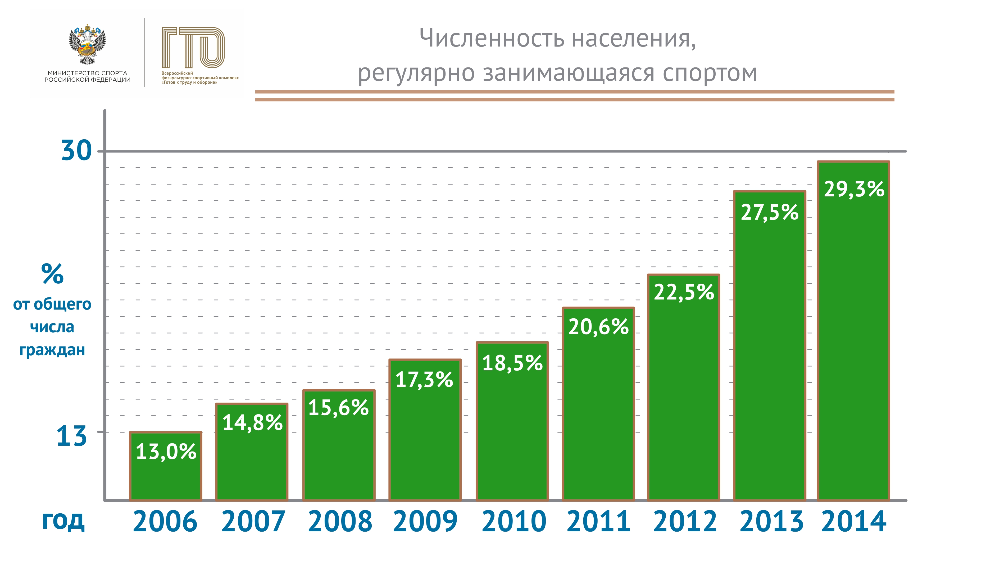 МИНИСТЕРСТВО СПОРТА
РОССИЙСКОЙ ФЕДЕРАЦИИ
ГТО
Всероссийский
физкультурно-спортивный комплекс
«Готов к труду и обороне»
Численность населения,
регулярно занимающаяся спортом
30
%
от общего
числа
граждан
13
13,0%
14,8%
15,6%
17,3%
18,5%
20,6%
22,5%
27,5%
29,3%
год 2006 2007 2008 2009 2010 2011 2012 2013 2014